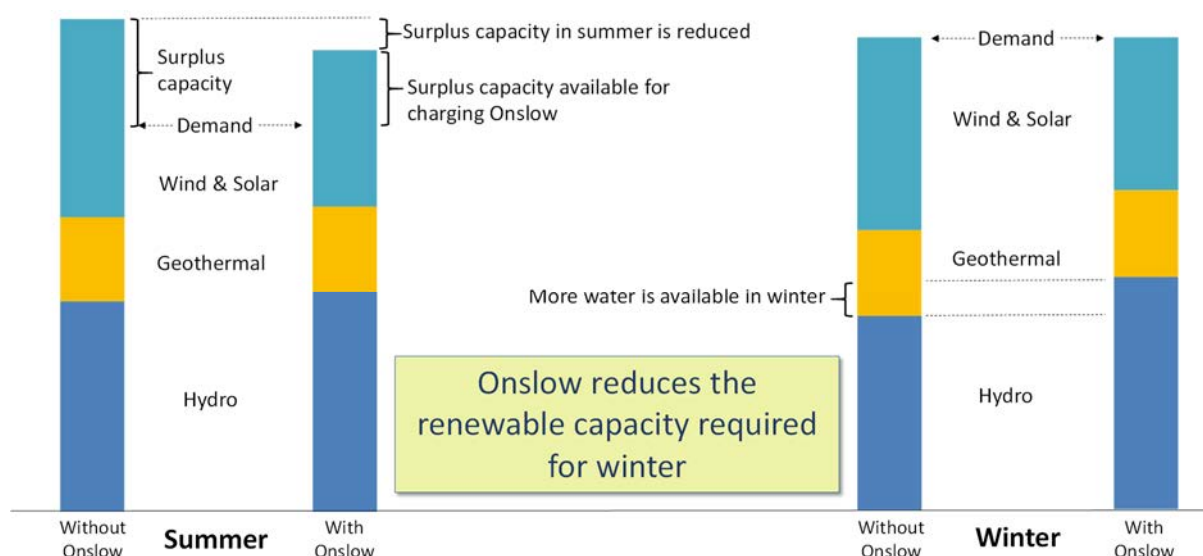 Surplus
capacity
Surplus capacity in summer is reduced
Surplus capacity available for
charging Onslow
Demand
Wind & Solar
Geothermal
Hydro
Without
Onslow
Summer
With
Onslow
Onslow reduces the
renewable capacity required
for winter
Demand
Wind & Solar
Geothermal
More water is available in winter
Hydro
Without
Onslow
Winter
With
Onslow